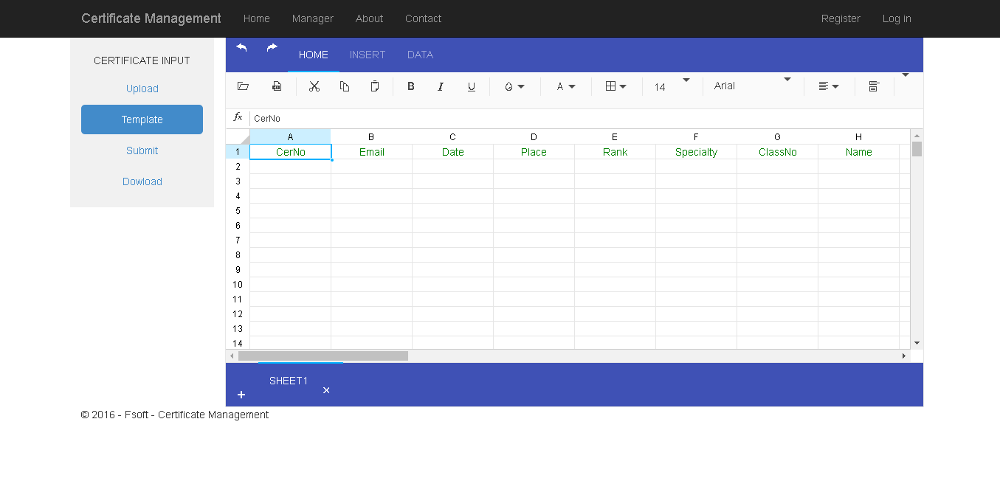 Certificate Management Home Manager About Contact Register Log in
CERTIFICATE INPUT
Upload
Template
Submit
Dowload
HOME INSERT DATA
B I U A 14 Arial
fx CerNo
A B C D E F G H
1 CerNo Email Date Place Rank Specialty ClassNo Name
2
3
4
5
6
7
8
9
10
11
12
13
14
SHEET1
© 2016 - Fsoft - Certificate Management